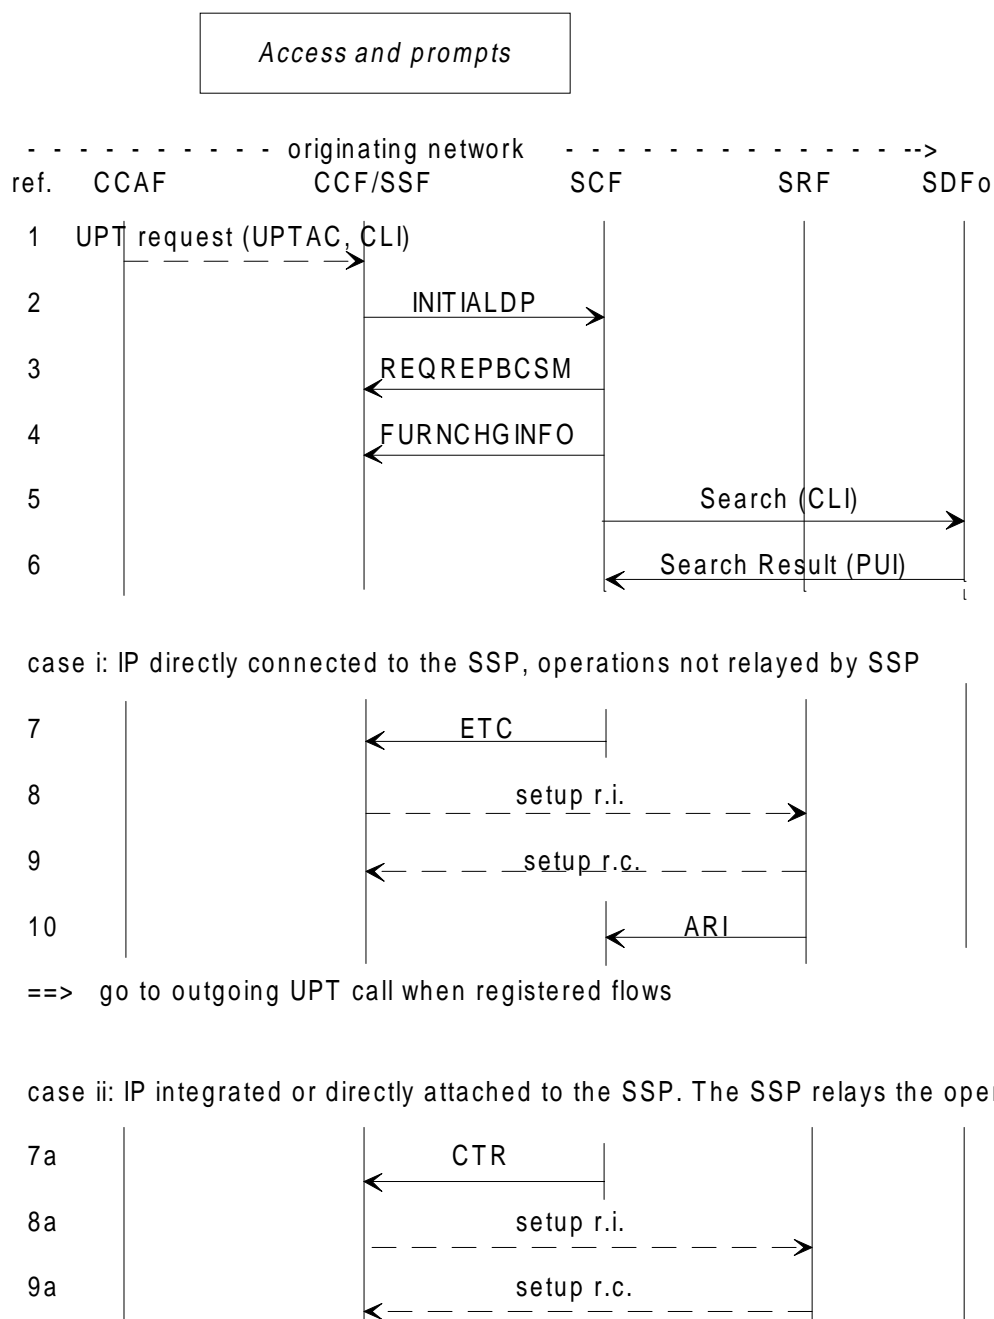 Access and prompts
originating network
ref. CCAF CCF/SSF SCF SRF SDFo
1 UPT request (UPTAC, CLI)
2 INITIALDP
3 REQREPBCSM
4 FURNCHGINFO
5 Search (CLI)
6 Search Result (PUI)
case i: IP directly connected to the SSP, operations not relayed by SSP
7 ETC
8 setup r.i.
9 setup r.c.
10 ARI
==> go to outgoing UPT call when registered flows
case ii: IP integrated or directly attached to the SSP. The SSP relays the oper
7a CTR
8a setup r.i.
9a setup r.c.